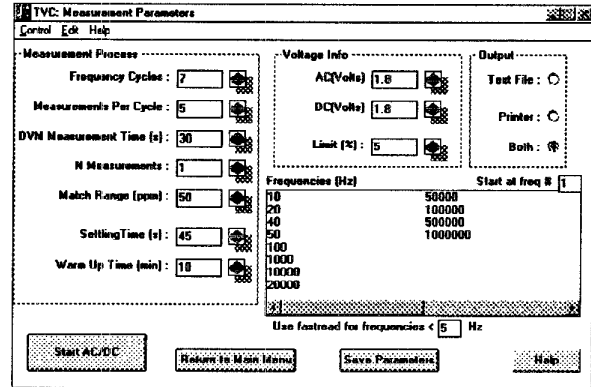 TVC: Measurement Parameters
Control Edit Help
Measurement Process
Frequency Cycles : 7
Measurements Per Cycle : 5
DVN Measurement Time (s) : 30
N Measurements : 1
Match Range (ppm) : 50
SettlingTime (s) : 45
Warm Up Time (min) : 10
Voltage Info
AC(Volts) 1.8
DC(Volts) 1.8
Limit (%) : 5
Output
Text File :
Printer :
Both :
Frequencies (Hz)
Start at freq # 1
10 50000
20 100000
40 500000
50 1000000
100
1000
10000
20000
Use fastread for frequencies < 5 Hz
Start AC/DC
Return to Main Menu
Save Parameters
Help